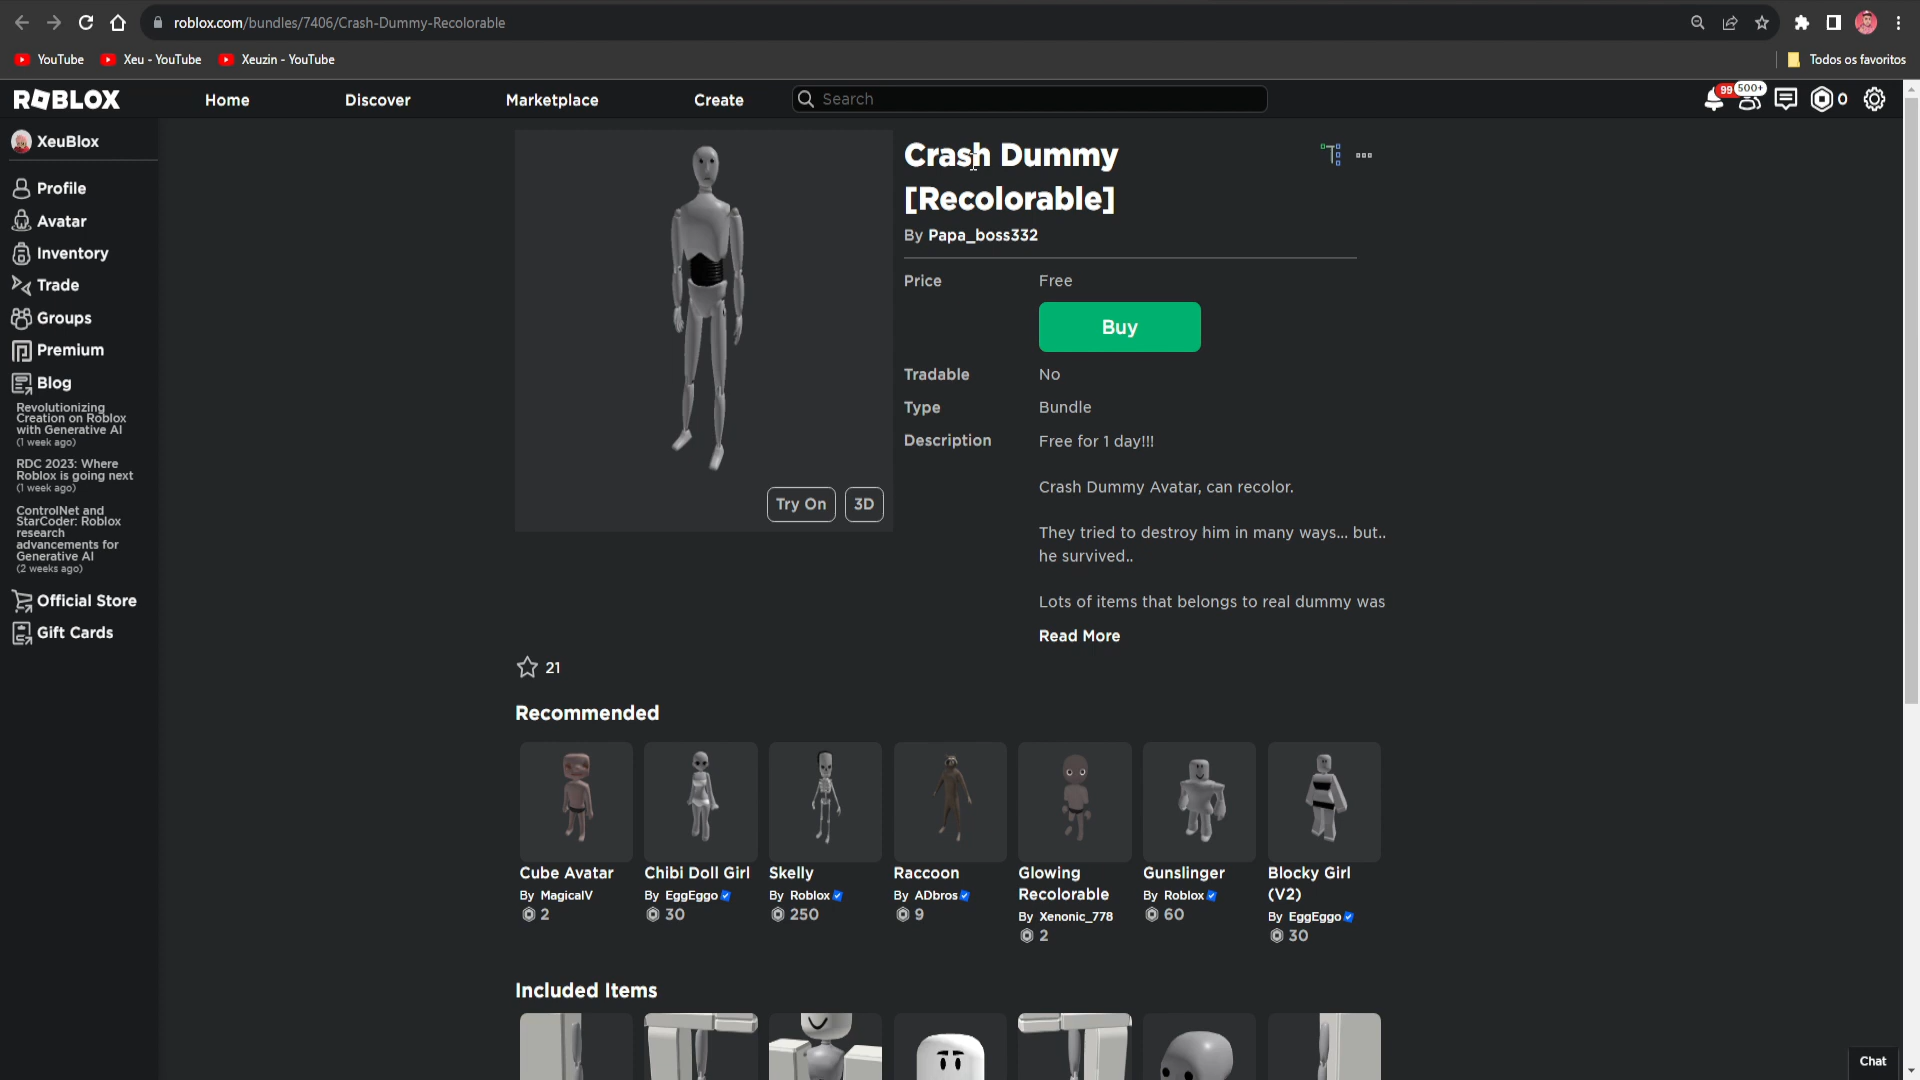 roblox.com/bundles/7406/Crash-Dummy-Recolorable
YouTube
Xeu - YouTube
Xeuzin - YouTube
Todos os favoritos
ROBLOX
Home
Discover
Marketplace
Create
Search
99
500+
0
XeuBlox
Profile
Avatar
Inventory
Trade
Groups
Premium
Blog
Revolutionizing
Creation on Roblox
with Generative AI
(1 week ago)
RDC 2023: Where
Roblox is going next
(1 week ago)
ControlNet and
StarCoder: Roblox
research
advancements for
Generative AI
(2 weeks ago)
Official Store
Gift Cards
Try On
3D
Crash Dummy
[Recolorable]
By Papa_boss332
Price
Free
Buy
Tradable
No
Type
Bundle
Description
Free for 1 day!!!
Crash Dummy Avatar, can recolor.
They tried to destroy him in many ways... but..
he survived..
Lots of items that belongs to real dummy was
Read More
21
Recommended
Cube Avatar
By MagicalV
2
Chibi Doll Girl
By EggEggo
30
Skelly
By Roblox
250
Raccoon
By ADbros
9
Glowing
Recolorable
By Xenonic_778
2
Gunslinger
By Roblox
60
Blocky Girl
(V2)
By EggEggo
30
Included Items
Chat